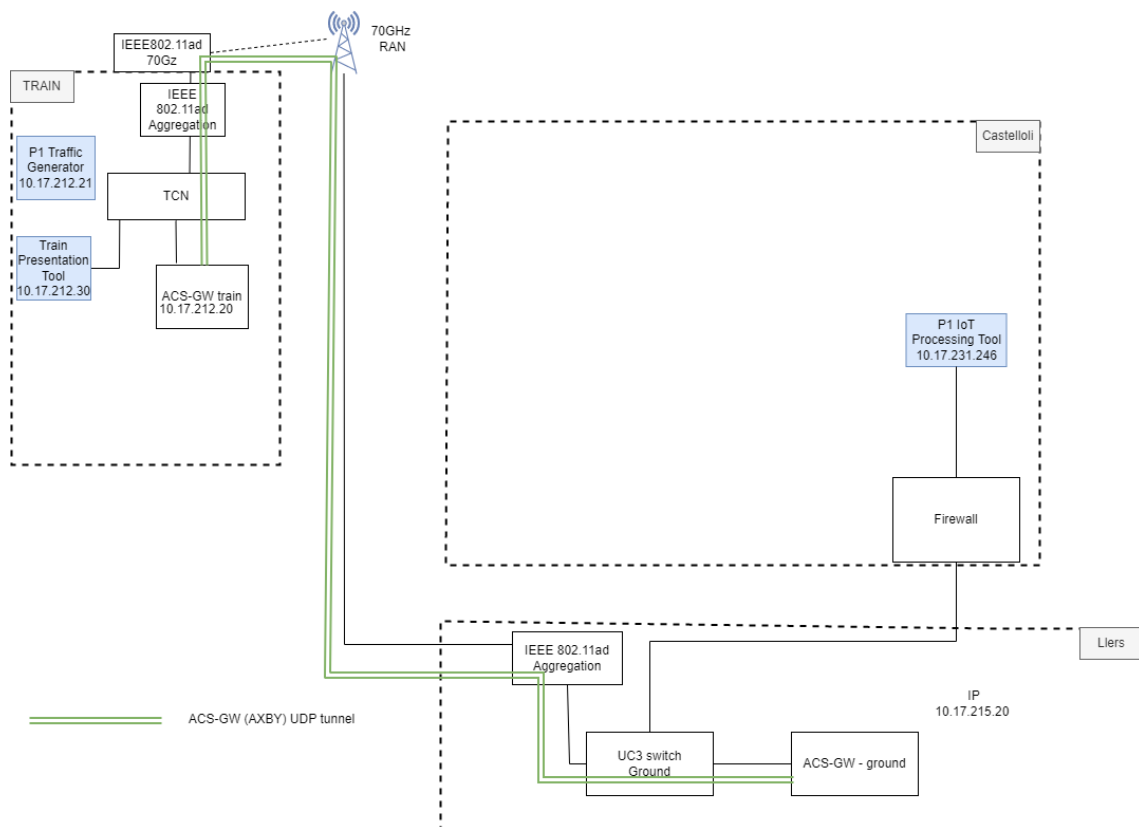 70GHz
RAN
IEEE802.11ad
70Gz
TRAIN
IEEE
802.11ad
Aggregation
P1 Traffic
Generator
10.17.212.21
TCN
Train
Presentation
Tool
10.17.212.30
ACS-GW train
10.17.212.20
Castelloli
P1 IoT
Processing Tool
10.17.231.246
Firewall
Llers
IEEE 802.11ad
Aggregation
IP
10.17.215.20
ACS-GW (AXBY) UDP tunnel
UC3 switch
Ground
ACS-GW - ground